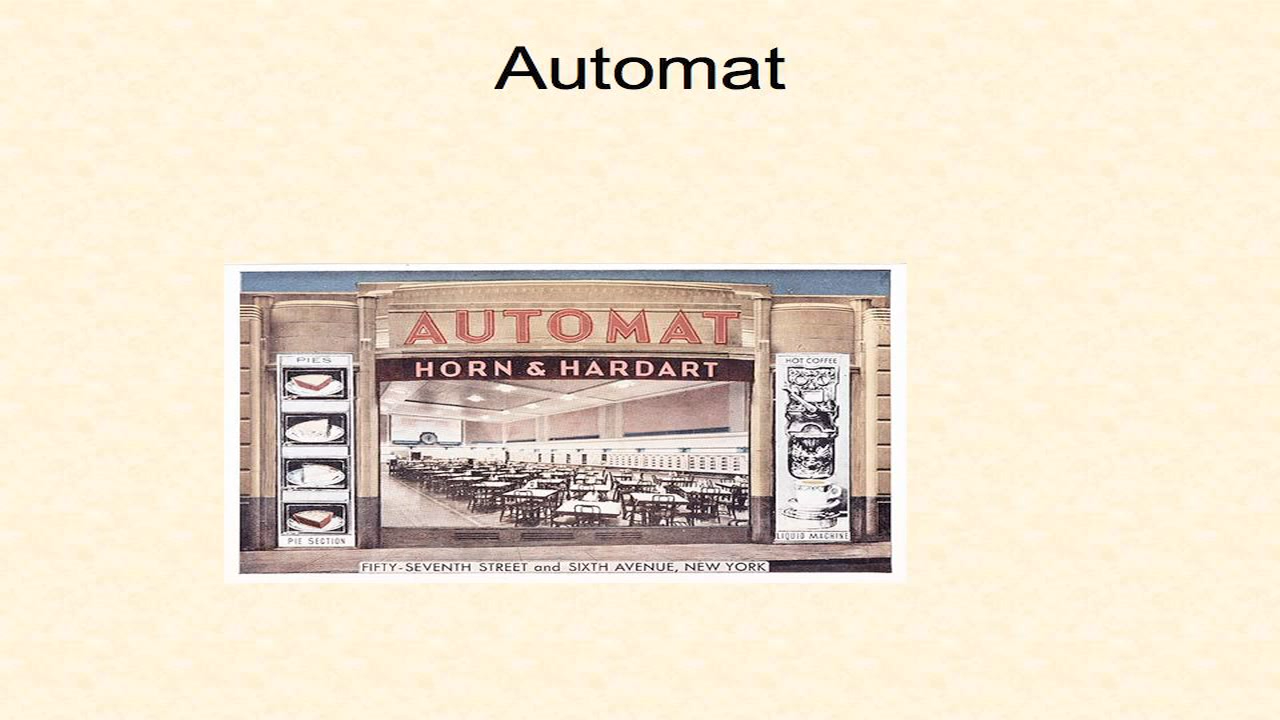 Automat
AUTOMAT
HORN & HARDART
PIES
HOT COFFEE
PIE SECTION
LIQUID MACHINE
FIFTY-SEVENTH STREET and SIXTH AVENUE, NEW YORK